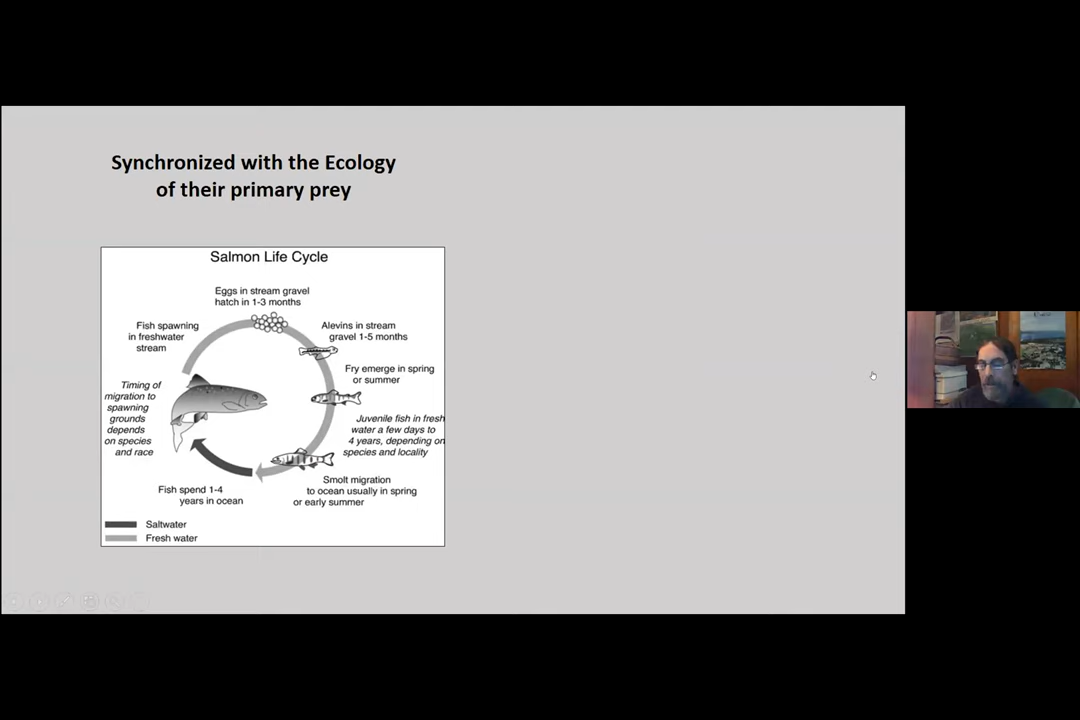 Synchronized with the Ecology
of their primary prey
Salmon Life Cycle
Eggs in stream gravel
hatch in 1-3 months
Alevins in stream
gravel 1-5 months
Fry emerge in spring
or summer
Juvenile fish in fresh
water a few days to
4 years, depending on
species and locality
Smolt migration
to ocean usually in spring
or early summer
Fish spend 1-4
years in ocean
Timing of
migration to
spawning
grounds
depends
on species
and race
Fish spawning
in freshwater
stream
Saltwater
Fresh water